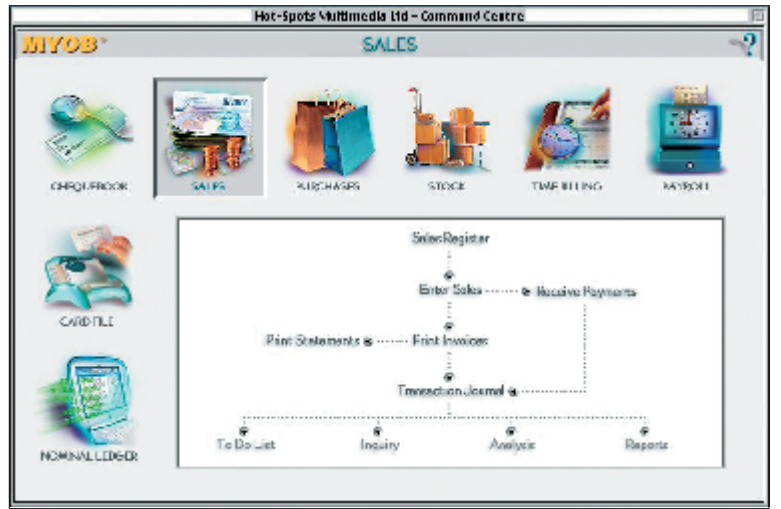 Hot-Spots Multimedia Ltd – Command Centre
MYOB
SALES
?
CHEQUEBOOK
SALES
PURCHASES
STOCK
TIME BILLING
PAYROLL
CARD FILE
NOMINAL LEDGER
Sales Register
Enter Sales
Receive Payments
Print Statements
Print Invoices
Transaction Journal
To Do List
Inquiry
Analysis
Reports